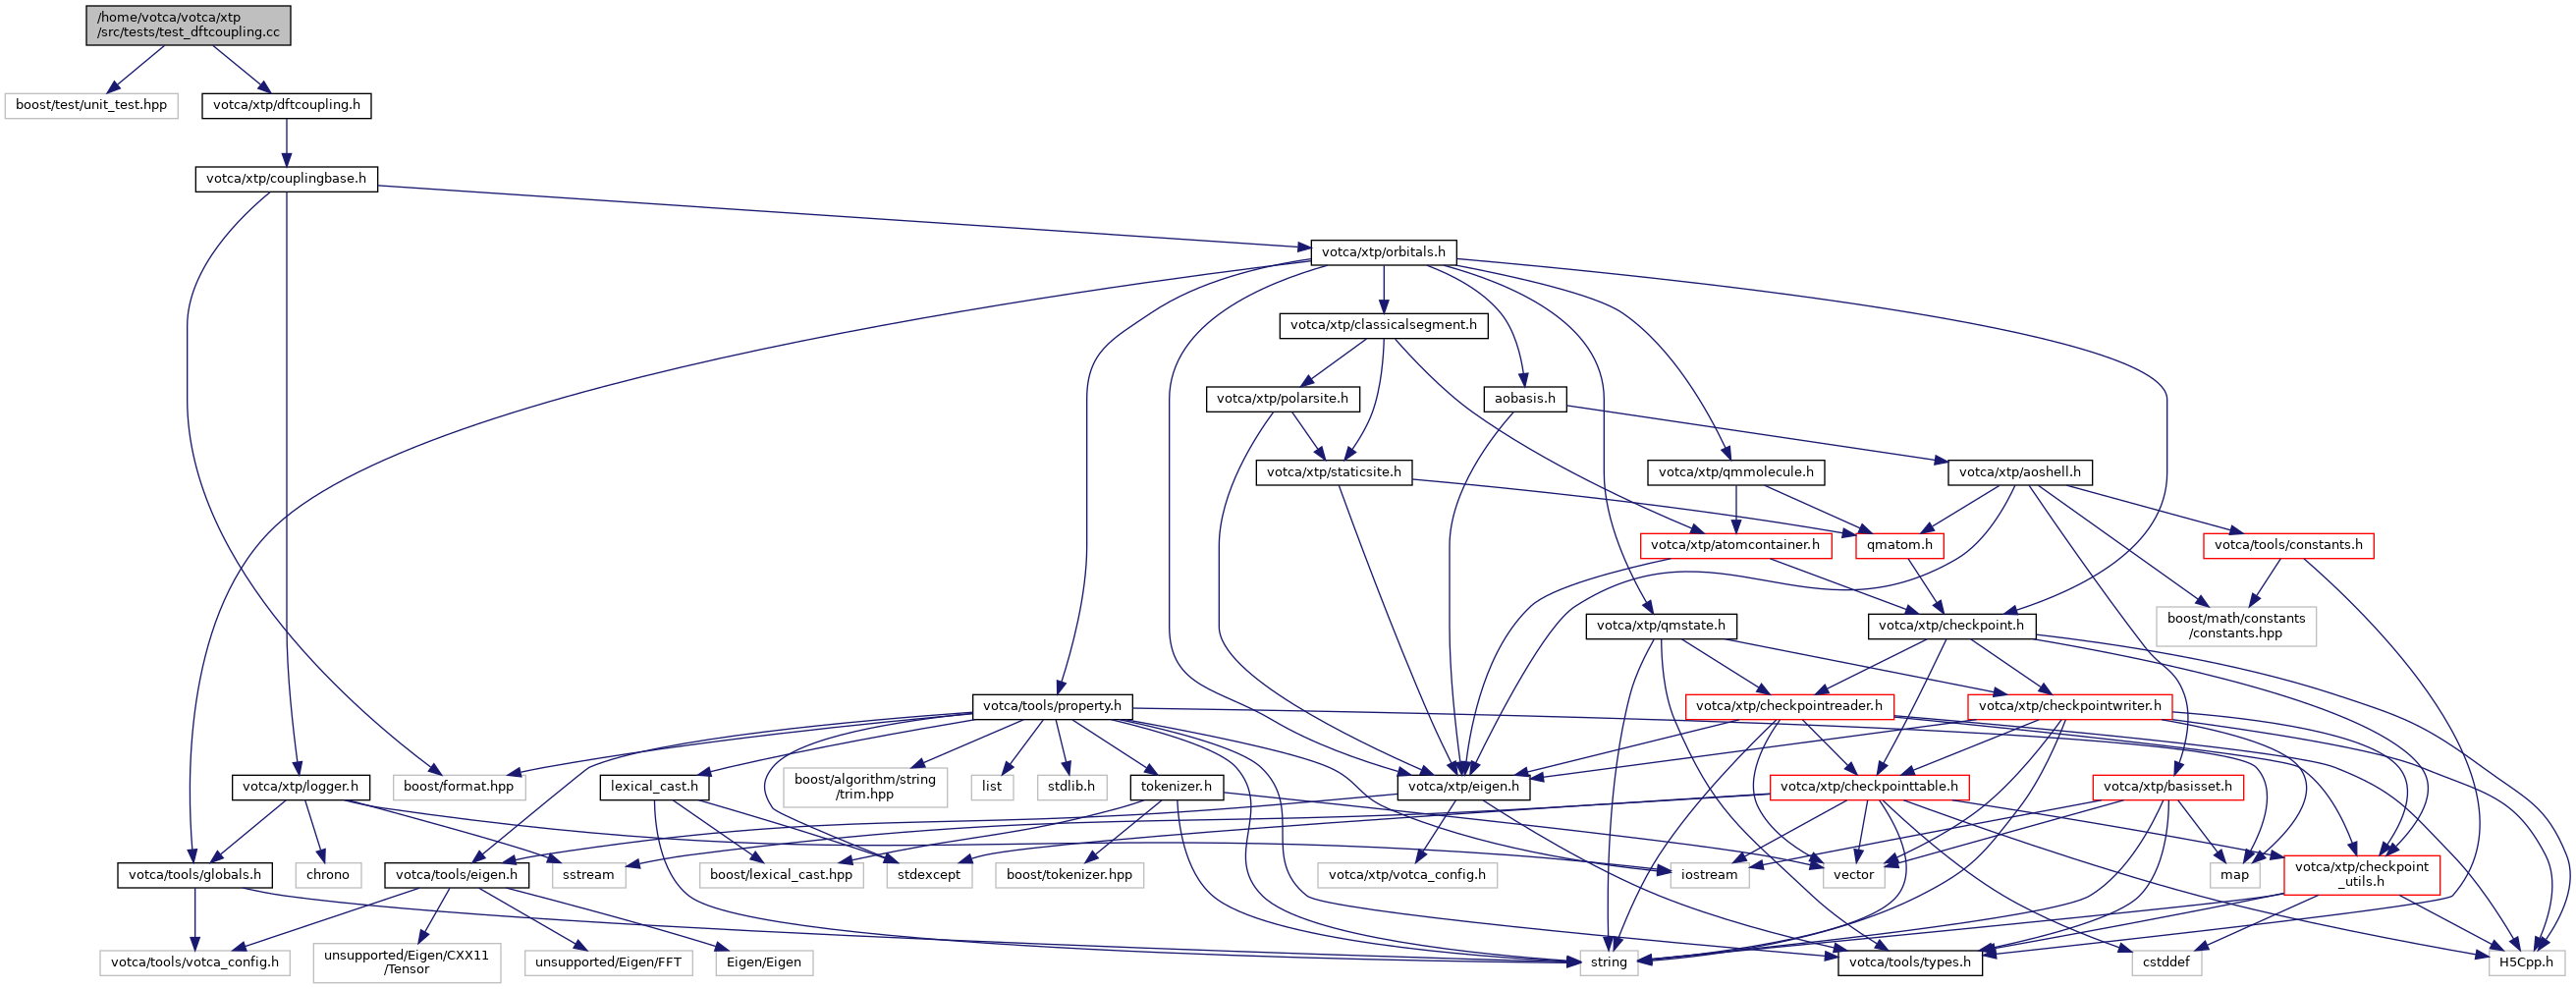 /home/votca/votca/xtp
/src/tests/test_dftcoupling.cc
boost/test/unit_test.hpp
votca/xtp/dftcoupling.h
votca/xtp/couplingbase.h
votca/xtp/orbitals.h
votca/xtp/classicalsegment.h
votca/xtp/polarsite.h
aobasis.h
votca/xtp/staticsite.h
votca/xtp/qmmolecule.h
votca/xtp/aoshell.h
votca/xtp/atomcontainer.h
qmatom.h
votca/tools/constants.h
votca/xtp/qmstate.h
votca/xtp/checkpoint.h
boost/math/constants
/constants.hpp
votca/tools/property.h
votca/xtp/checkpointreader.h
votca/xtp/checkpointwriter.h
votca/xtp/logger.h
boost/format.hpp
lexical_cast.h
boost/algorithm/string
/trim.hpp
list
stdlib.h
tokenizer.h
votca/xtp/eigen.h
votca/xtp/checkpointtable.h
votca/xtp/basisset.h
votca/tools/globals.h
chrono
votca/tools/eigen.h
sstream
boost/lexical_cast.hpp
stdexcept
boost/tokenizer.hpp
votca/xtp/votca_config.h
iostream
vector
map
votca/xtp/checkpoint
_utils.h
votca/tools/votca_config.h
unsupported/Eigen/CXX11
/Tensor
unsupported/Eigen/FFT
Eigen/Eigen
string
votca/tools/types.h
cstddef
H5Cpp.h